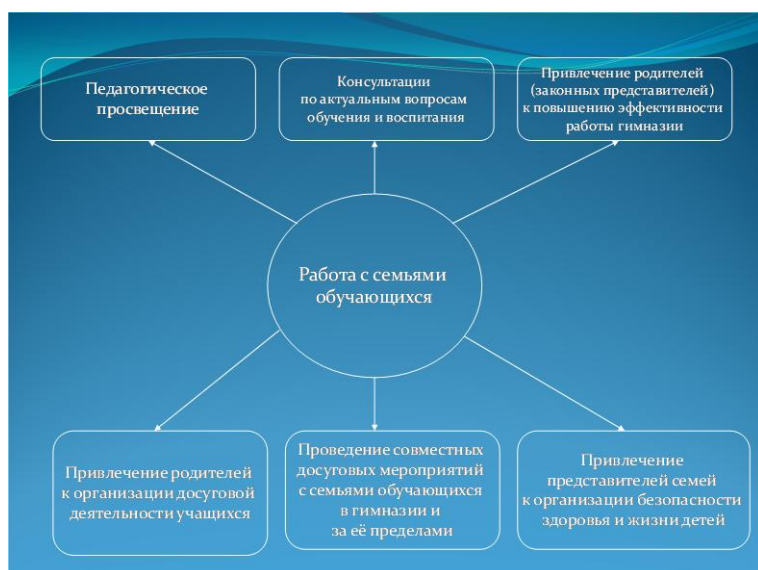 Педагогическое
просвещение
Консультации
по актуальным вопросам
обучения и воспитания
Привлечение родителей
(законных представителей)
к повышению эффективности
работы гимназии
Работа с семьями
обучающихся
Привлечение родителей
к организации досуговой
деятельности учащихся
Проведение совместных
досуговых мероприятий
с семьями обучающихся
в гимназии и
за её пределами
Привлечение
представителей семей
к организации безопасности
здоровья и жизни детей